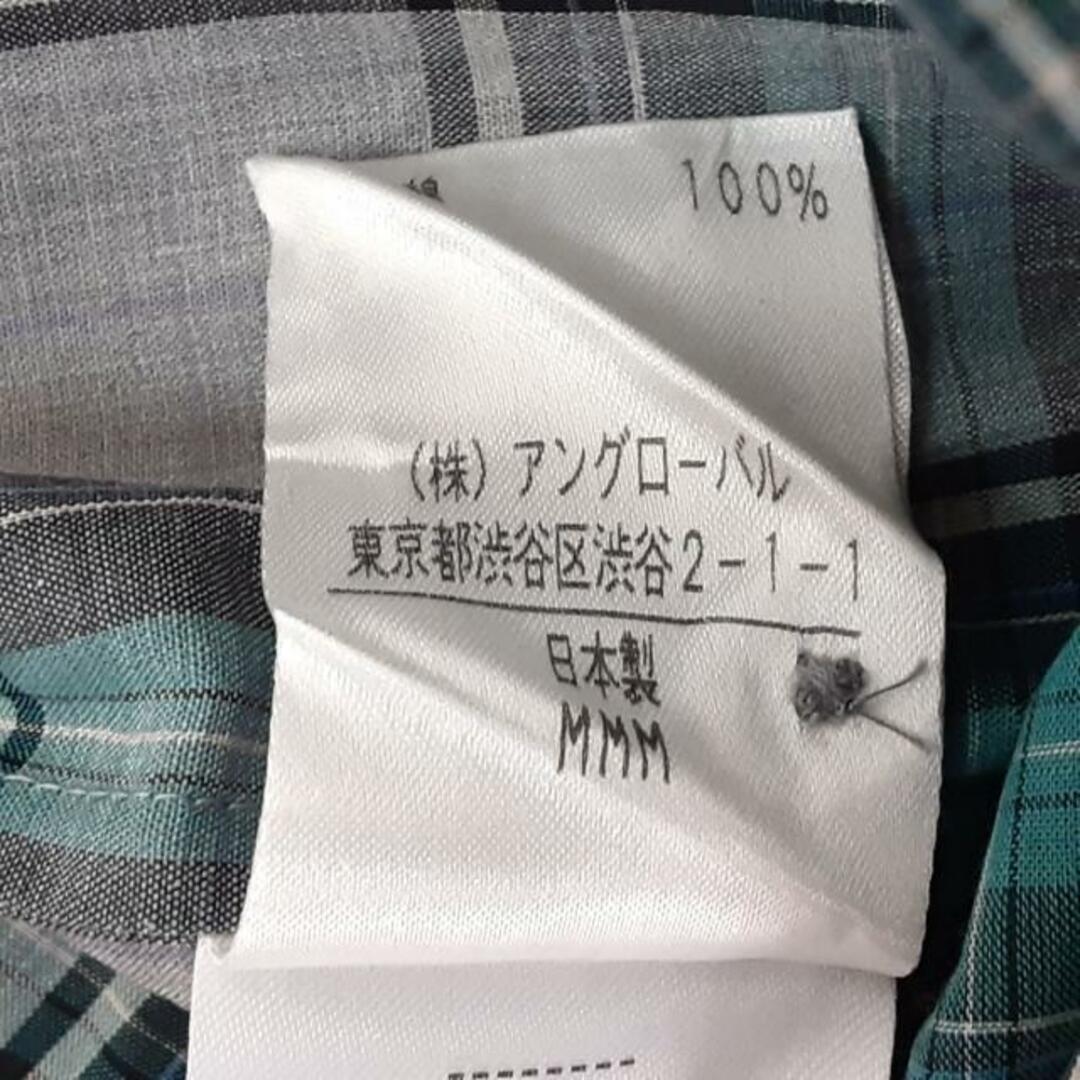 綿 100%
（株）アングローバル
東京都渋谷区渋谷2-1-1
日本製
MMM